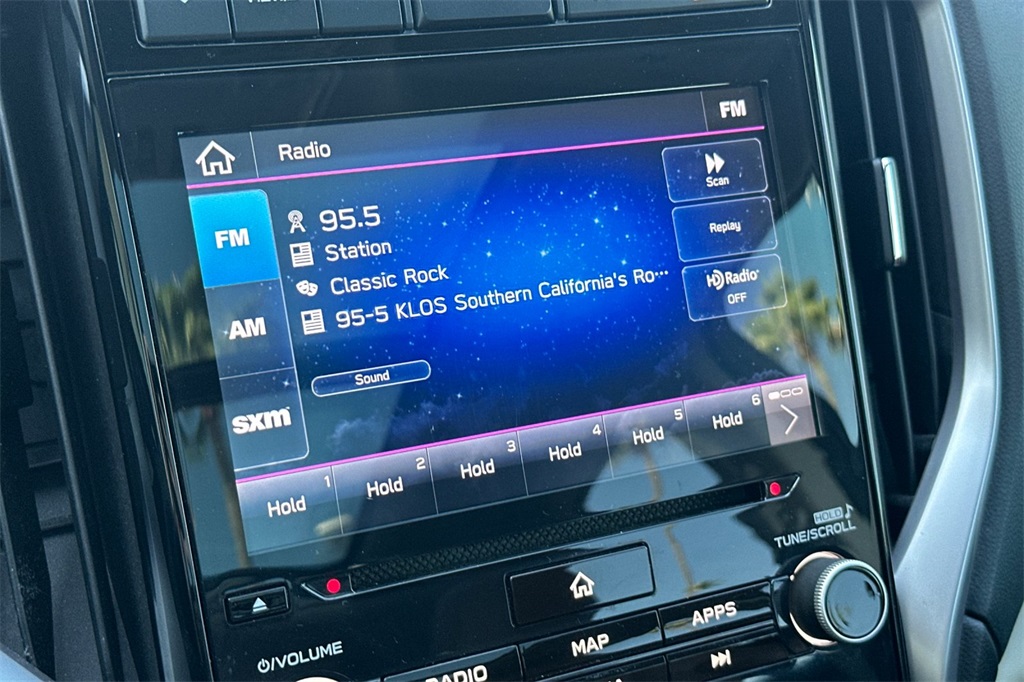 Radio
FM
FM
95.5
Station
Classic Rock
95-5 KLOS Southern California's Ro...
Scan
Replay
HD Radio
OFF
AM
sxm
Sound
Hold 1
Hold 2
Hold 3
Hold 4
Hold 5
Hold 6
HOLD
TUNE/SCROLL
APPS
MAP
RADIO
VOLUME